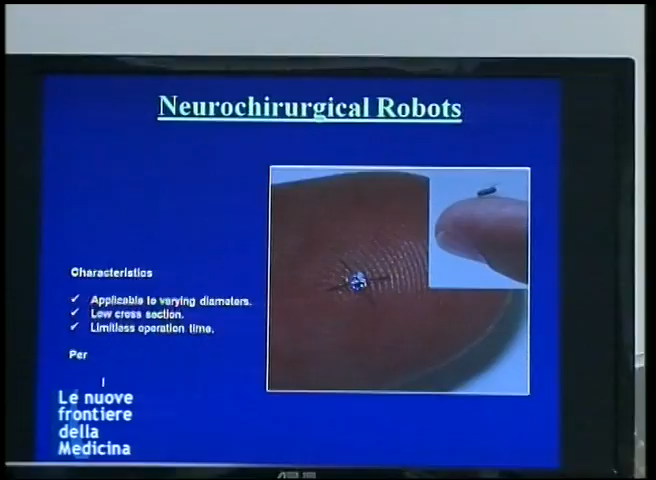 Neurochirurgical Robots
Characteristics
✓ Applicable to varying diameters.
✓ Low cross section.
✓ Limitless operation time.
Per
Le nuove
frontiere
della
Medicina